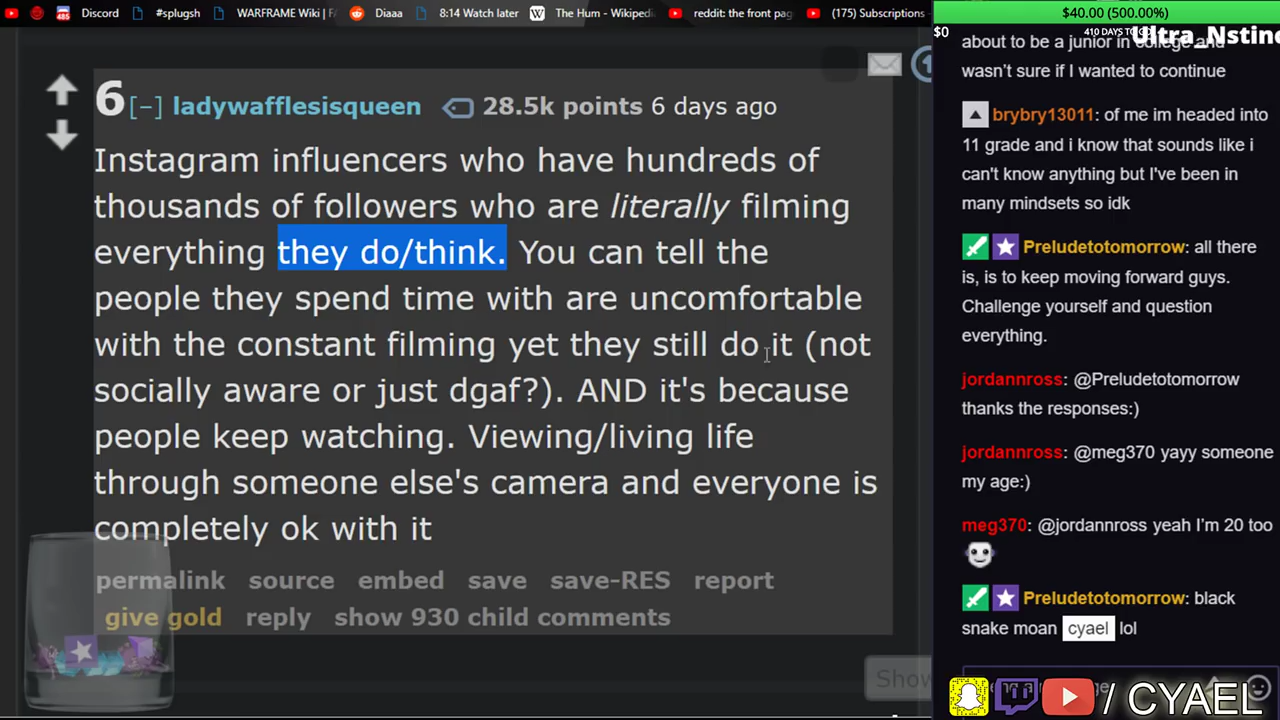 #splugsh
WARFRAME Wiki | FA
Diaaa
8:14 Watch later
The Hum - Wikipedi
reddit: the front pag
(175) Subscriptions
$40.00 (500.00%)
$0
410 DAYS TO GO
Ultra_Nstinc
6[–] ladywafflesisqueen 28.5k points 6 days ago
Instagram influencers who have hundreds of
thousands of followers who are literally filming
everything they do/think. You can tell the
people they spend time with are uncomfortable
with the constant filming yet they still do it (not
socially aware or just dgaf?). AND it's because
people keep watching. Viewing/living life
through someone else's camera and everyone is
completely ok with it
permalink source embed save save-RES report
give gold reply show 930 child comments
Show
about to be a junior in college and
wasn't sure if I wanted to continue
brybry13011: of me im headed into
11 grade and i know that sounds like i
can't know anything but I've been in
many mindsets so idk
Preludetotomorrow: all there
is, is to keep moving forward guys.
Challenge yourself and question
everything.
jordannross: @Preludetotomorrow
thanks the responses:)
jordannross: @meg370 yayy someone
my age:)
meg370: @jordannross yeah I'm 20 too
Preludetotomorrow: black
snake moan cyael lol
/ CYAEL